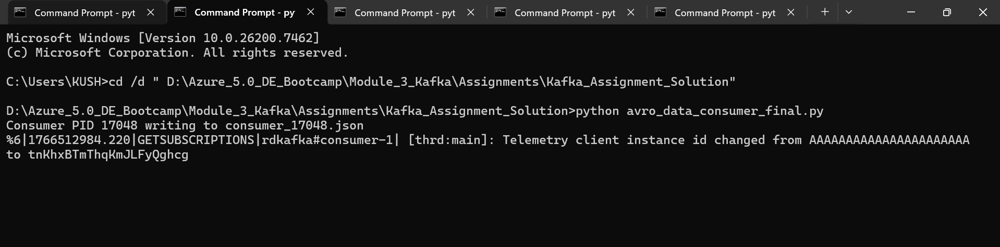 Command Prompt - pyt
Command Prompt - py
Command Prompt - pyt
Command Prompt - pyt
Command Prompt - pyt
Microsoft Windows [Version 10.0.26200.7462]
(c) Microsoft Corporation. All rights reserved.
C:\Users\KUSH>cd /d " D:\Azure_5.0_DE_Bootcamp\Module_3_Kafka\Assignments\Kafka_Assignment_Solution"
D:\Azure_5.0_DE_Bootcamp\Module_3_Kafka\Assignments\Kafka_Assignment_Solution>python avro_data_consumer_final.py
Consumer PID 17048 writing to consumer_17048.json
%6|1766512984.220|GETSUBSCRIPTIONS|rdkafka#consumer-1| [thrd:main]: Telemetry client instance id changed from AAAAAAAAAAAAAAAAAAAAAA
to tnKhxBTmThqKmJLFyQghcg